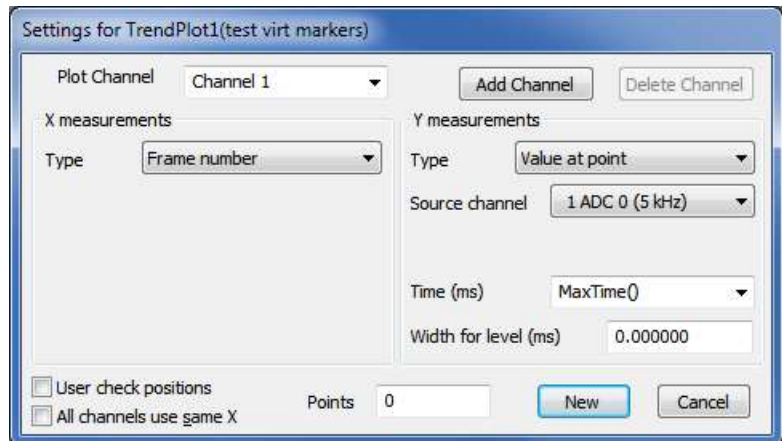 Settings for TrendPlot1(test virt markers)
Plot Channel Channel 1 Add Channel Delete Channel
X measurements
Type Frame number
Y measurements
Type Value at point
Source channel 1 ADC 0 (5 kHz)
Time (ms) MaxTime()
Width for level (ms) 0.000000
User check positions
All channels use same X
Points 0 New Cancel